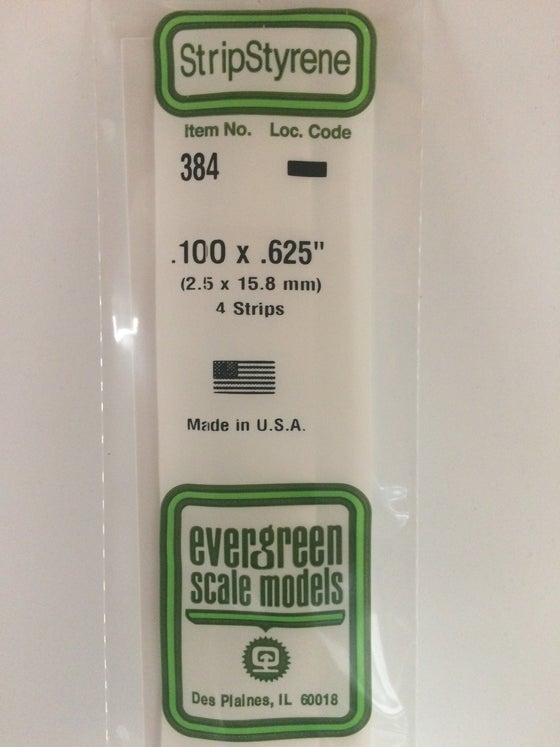 StripStyrene
Item No. Loc. Code
384
.100 x .625"
(2.5 x 15.8 mm)
4 Strips
Made in U.S.A.
evergreen
scale models
Des Plaines, IL 60018